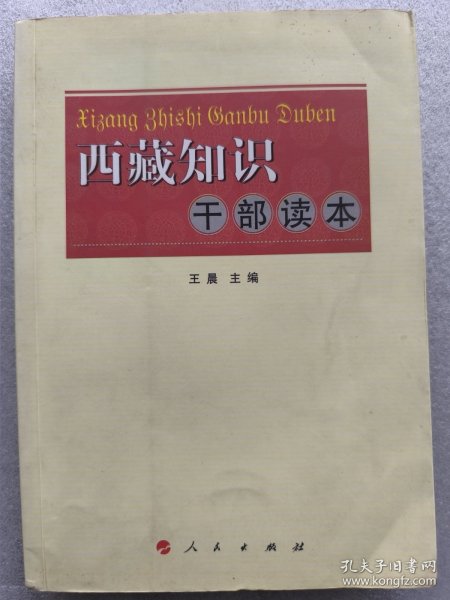 Xizang Zhishi Ganbu Duben
西藏知识
干部读本
王晨 主编
人民出版社
孔夫子旧书网
www.kongfz.com